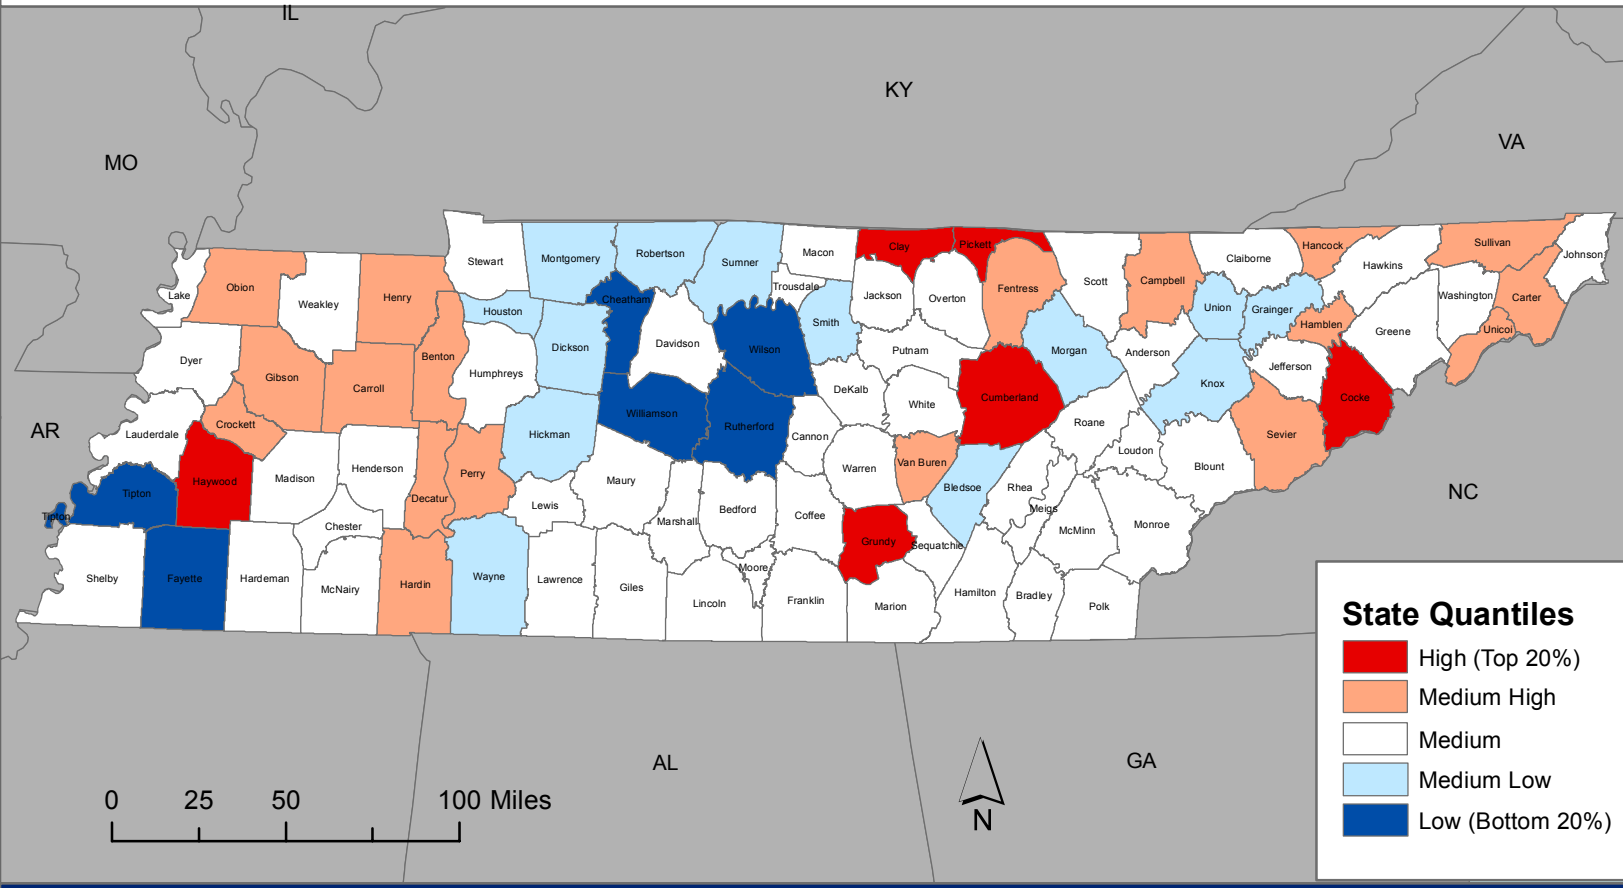 IL
KY
MO
VA
AR
NC
AL
GA
Stewart
Montgomery
Robertson
Sumner
Macon
Clay
Pickett
Scott
Campbell
Claiborne
Hancock
Hawkins
Sullivan
Johnson
Lake
Obion
Weakley
Henry
Houston
Cheatham
Trousdale
Jackson
Overton
Fentress
Union
Grainger
Hamblen
Washington
Carter
Unicoi
Greene
Dyer
Gibson
Carroll
Benton
Humphreys
Dickson
Davidson
Wilson
Smith
Putnam
Morgan
Anderson
Knox
Jefferson
Cocke
Lauderdale
Crockett
Hickman
Williamson
Rutherford
Cannon
DeKalb
White
Cumberland
Roane
Loudon
Blount
Sevier
Tipton
Tipton
Haywood
Madison
Henderson
Decatur
Perry
Lewis
Maury
Marshall
Bedford
Coffee
Warren
Van Buren
Bledsoe
Rhea
Meigs
McMinn
Monroe
Shelby
Fayette
Hardeman
Chester
McNairy
Hardin
Wayne
Lawrence
Giles
Lincoln
Moore
Franklin
Grundy
Sequatchie
Marion
Hamilton
Bradley
Polk
State Quantiles
High (Top 20%)
Medium High
Medium
Medium Low
Low (Bottom 20%)
0 25 50 100 Miles
N